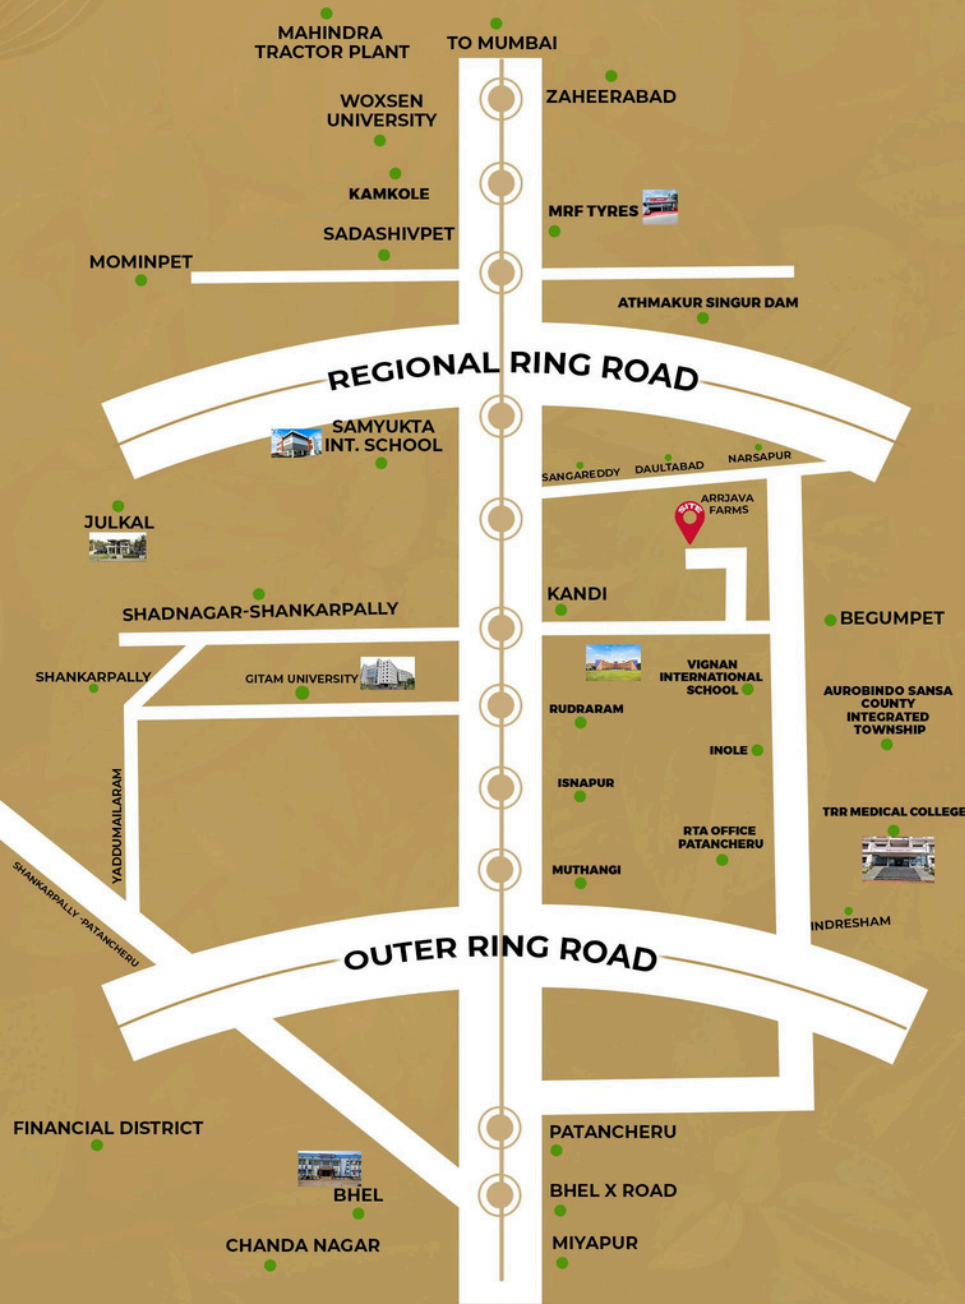 MAHINDRA
TRACTOR PLANT
TO MUMBAI
ZAHEERABAD
WOXSEN
UNIVERSITY
KAMKOLE
MRF TYRES
SADASHIVPET
MOMINPET
ATHMAKUR SINGUR DAM
REGIONAL RING ROAD
SAMYUKTA
INT. SCHOOL
SANGAREDDY
DAULTABAD
NARSAPUR
SITE
ARRJAVA
FARMS
JULKAL
KANDI
SHADNAGAR-SHANKARPALLY
BEGUMPET
SHANKARPALLY
GITAM UNIVERSITY
VIGNAN
INTERNATIONAL
SCHOOL
AUROBINDO SANSA
COUNTY
INTEGRATED
TOWNSHIP
RUDRARAM
INOLE
ISNAPUR
YADDUMAILARAM
TRR MEDICAL COLLEGE
RTA OFFICE
PATANCHERU
MUTHANGI
SHANKARPALLY -PATANCHERU
INDRESHAM
OUTER RING ROAD
FINANCIAL DISTRICT
PATANCHERU
BHEL
BHEL X ROAD
CHANDA NAGAR
MIYAPUR